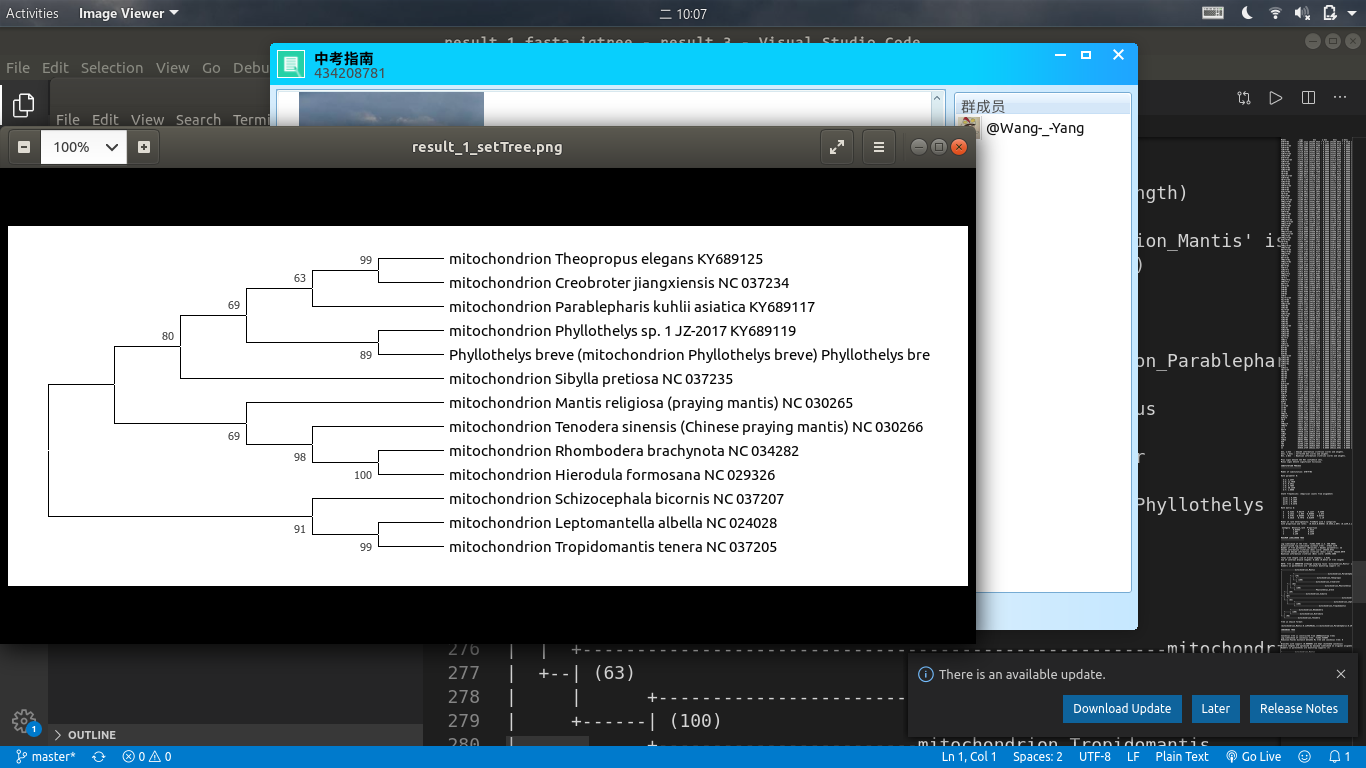 Activities Image Viewer 二 10:07
result_1.fasta.iqtree - result_3 - Visual Studio Code
File Edit Selection View Go Debu
中考指南
434208781
File Edit View Search Termi
群成员
@Wang-_-Yang
100% result_1_setTree.png
99 mitochondrion Theopropus elegans KY689125
63 mitochondrion Creobroter jiangxiensis NC 037234
69 mitochondrion Parablepharis kuhlii asiatica KY689117
mitochondrion Phyllothelys sp. 1 JZ-2017 KY689119
80 89 Phyllothelys breve (mitochondrion Phyllothelys breve) Phyllothelys bre
mitochondrion Sibylla pretiosa NC 037235
mitochondrion Mantis religiosa (praying mantis) NC 030265
69 mitochondrion Tenodera sinensis (Chinese praying mantis) NC 030266
98 mitochondrion Rhombodera brachynota NC 034282
100 mitochondrion Hierodula formosana NC 029326
mitochondrion Schizocephala bicornis NC 037207
91 mitochondrion Leptomantella albella NC 024028
99 mitochondrion Tropidomantis tenera NC 037205
ngth)
ion_Mantis' is
)
on_Parablephar
us
r
Phyllothelys
276 | | +------------------------------------------------------mitochondr
277 | +--| (63)
278 | | +-----------------------
279 | +------| (100)
280 | +-----------------------mitochondrion_Tropidomantis
There is an available update.
Download Update Later Release Notes
1
OUTLINE
master* 0 0 Ln 1, Col 1 Spaces: 2 UTF-8 LF Plain Text Go Live 1